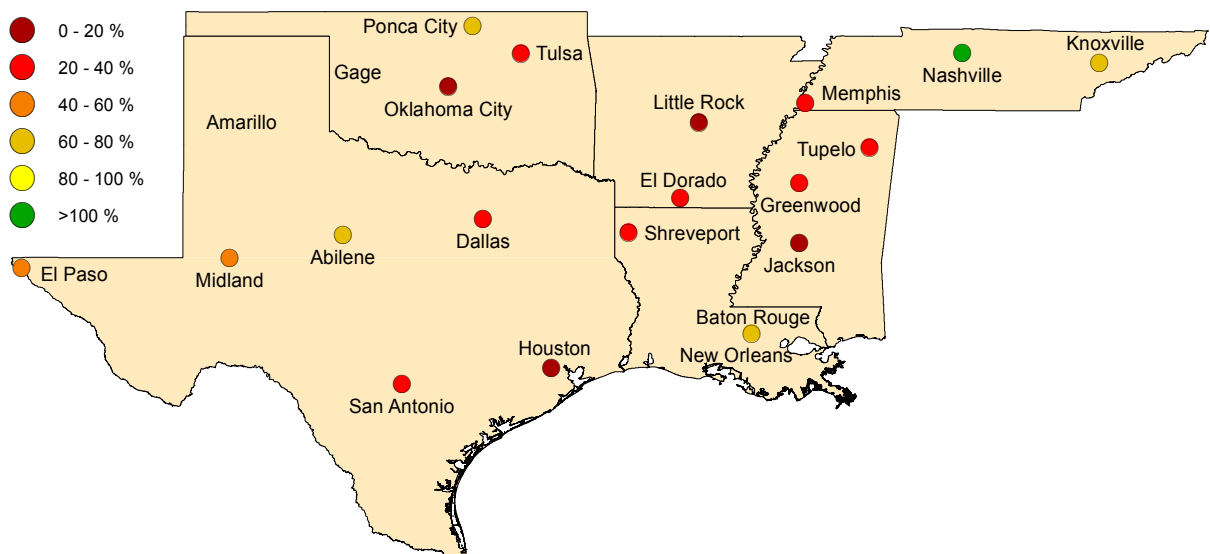 0 - 20 %
20 - 40 %
40 - 60 %
60 - 80 %
80 - 100 %
>100 %
Ponca City
Tulsa
Gage
Oklahoma City
Amarillo
Little Rock
Memphis
Nashville
Knoxville
Tupelo
El Dorado
Greenwood
Shreveport
Dallas
Abilene
Midland
El Paso
Jackson
Baton Rouge
New Orleans
Houston
San Antonio